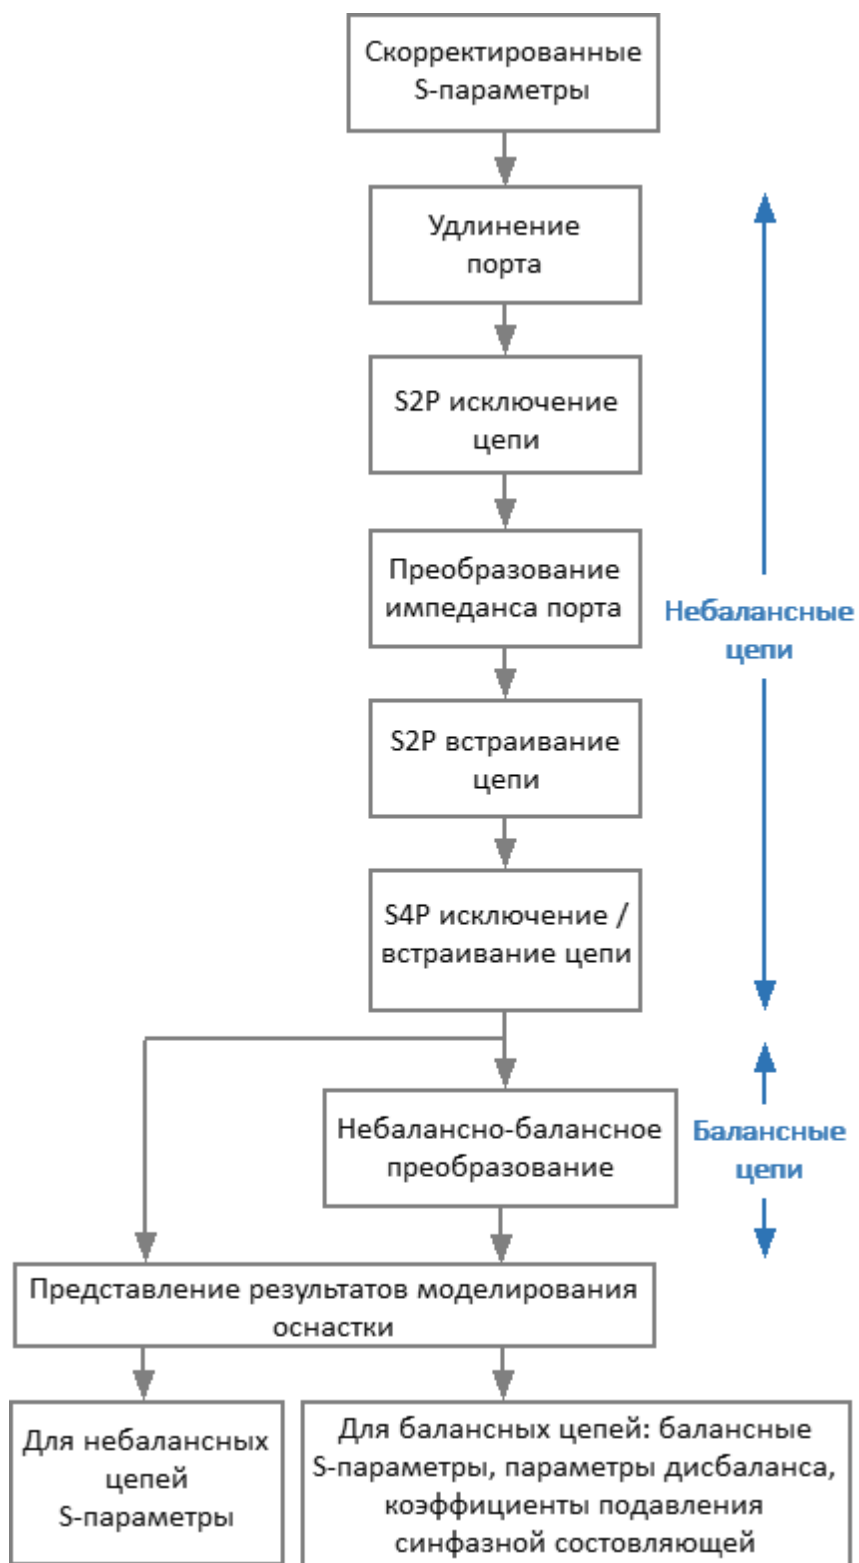 Скорректированные
S-параметры
Удлинение
порта
S2P исключение
цепи
Преобразование
импеданса порта
Небалансные
цепи
S2P встраивание
цепи
S4P исключение /
встраивание цепи
Небалансно-балансное
преобразование
Балансные
цепи
Представление результатов моделирования
оснастки
Для небалансных
цепей
S-параметры
Для балансных цепей: балансные
S-параметры, параметры дисбаланса,
коэффициенты подавления
синфазной состовляющей